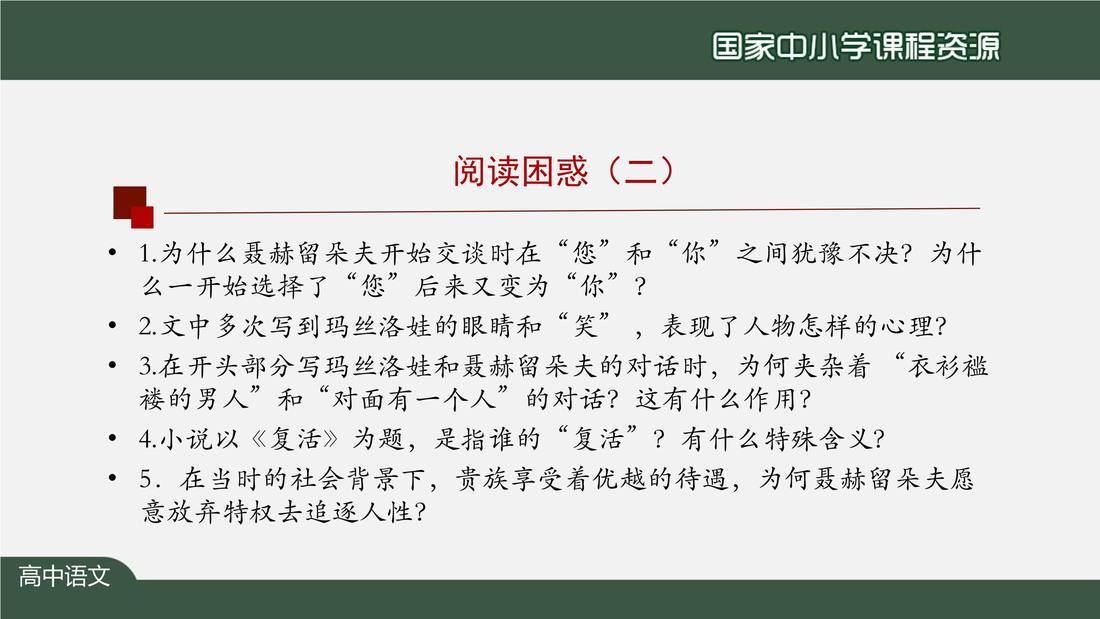 国家中小学课程资源
阅读困惑（二）
• 1.为什么聂赫留朵夫开始交谈时在“您”和“你”之间犹豫不决？为什
么一开始选择了“您”后来又变为“你”？
• 2.文中多次写到玛丝洛娃的眼睛和“笑”，表现了人物怎样的心理？
• 3.在开头部分写玛丝洛娃和聂赫留朵夫的对话时，为何夹杂着 “衣衫褴
褛的男人”和“对面有一个人”的对话？这有什么作用？
• 4.小说以《复活》为题，是指谁的“复活”？有什么特殊含义？
• 5．在当时的社会背景下，贵族享受着优越的待遇，为何聂赫留朵夫愿
意放弃特权去追逐人性？
高中语文